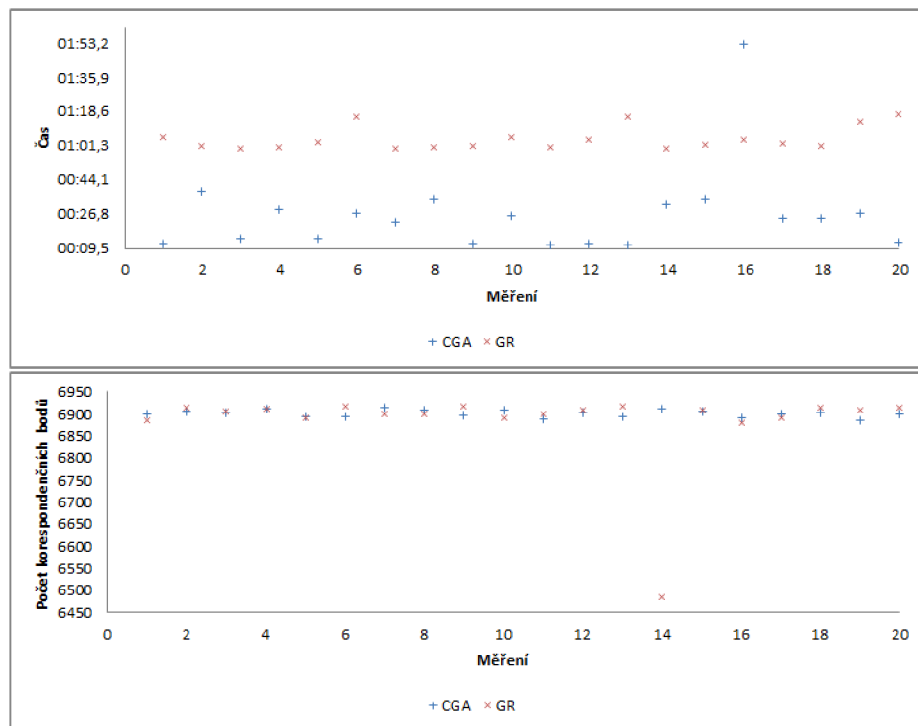 01:53,2
01:35,9
01:18,6
01:01,3
00:44,1
00:26,8
00:09,5
Čas
0 2 4 6 8 10 12 14 16 18 20
Měření
CGA GR
6950
6900
6850
6800
6750
6700
6650
6600
6550
6500
6450
Počet korespondenčních bodů
0 2 4 6 8 10 12 14 16 18 20
Měření
CGA GR